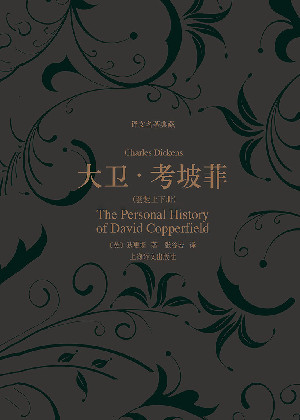 译文名著典藏
Charles Dickens
大卫·考坡菲
The Personal History
of David Copperfield
上海译文出版社